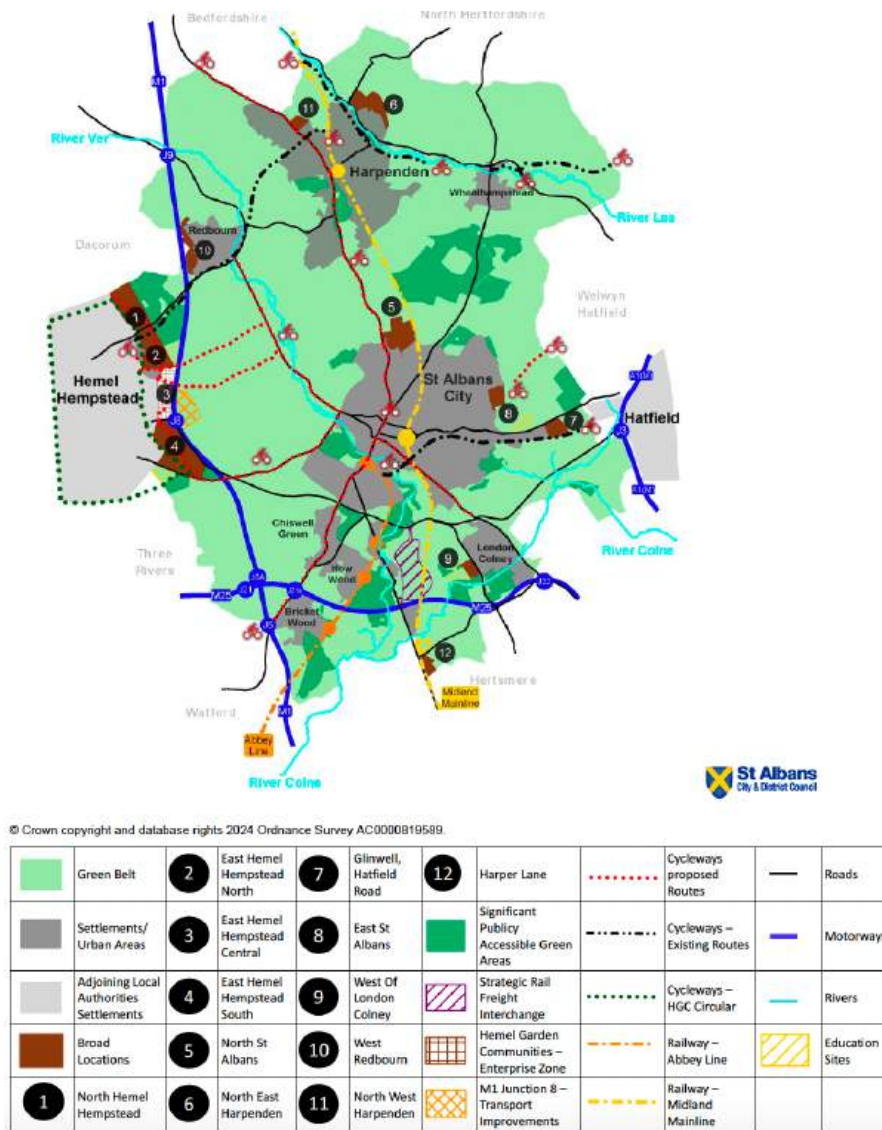 Bedfordshire
North Hertfordshire
M1
11
6
River Ver
J9
Harpenden
Wheathampstead
River Lea
Redbourn
Dacorum
10
Welwyn
Hatfield
1
5
2
A1(M)
Hemel
Hempstead
St Albans
City
3
8
7
Hatfield
J8
J3
4
A1(M)
Chiswell
Green
London
Colney
River Colne
Three
Rivers
9
How
Wood
M25
J21
M25
J22
Bricket
Wood
12
Hertsmere
Watford
M1
Midland
Mainline
Abbey
Line
River Colne
St Albans
City & District Council
© Crown copyright and database rights 2024 Ordnance Survey AC0000819589.
Green Belt
2
East Hemel
Hempstead
North
7
Glinwell,
Hatfield
Road
12
Harper Lane
Cycleways
proposed
Routes
Roads
Settlements/
Urban Areas
3
East Hemel
Hempstead
Central
8
East St
Albans
Significant
Publicy
Accessible Green
Areas
Cycleways –
Existing Routes
Motorway
Adjoining Local
Authorities
Settlements
4
East Hemel
Hempstead
South
9
West Of
London
Colney
Strategic Rail
Freight
Interchange
Cycleways –
HGC Circular
Rivers
Broad
Locations
5
North St
Albans
10
West
Redbourn
Hemel Garden
Communities –
Enterprise Zone
Railway –
Abbey Line
Education
Sites
1
North Hemel
Hempstead
6
North East
Harpenden
11
North West
Harpenden
M1 Junction 8 –
Transport
Improvements
Railway –
Midland
Mainline